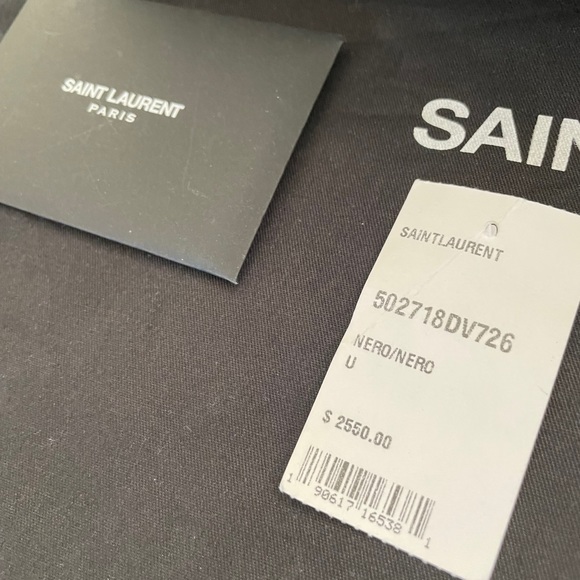 SAINT LAURENT
PARIS
SAIN
SAINTLAURENT
502718DV726
NERO/NERO
U
$ 2550.00
1 90617 16538 1